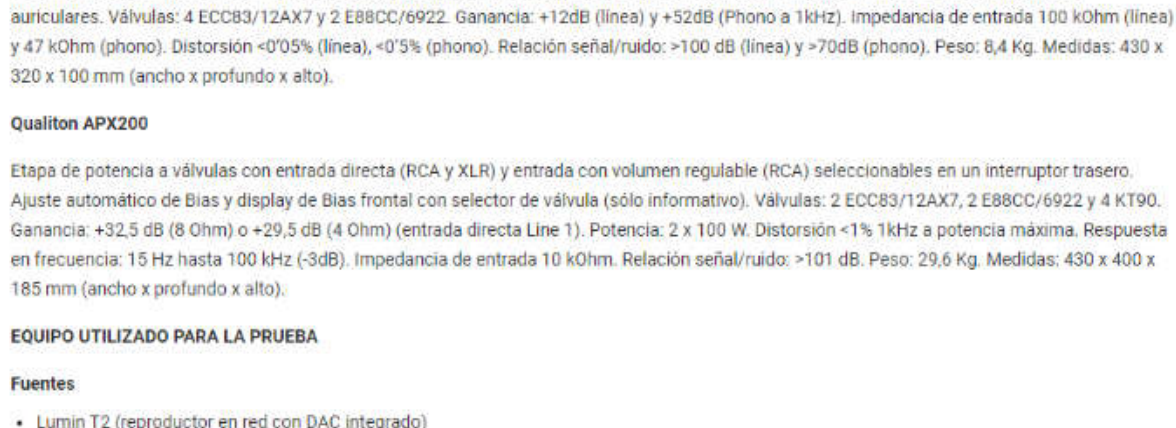 auriculares. Válvulas: 4 ECC83/12AX7 y 2 E88CC/6922. Ganancia: +12dB (línea) y +52dB (Phono a 1kHz). Impedancia de entrada 100 kOhm (línea)
y 47 kOhm (phono). Distorsión <0'05% (línea), <0'5% (phono). Relación señal/ruido: >100 dB (línea) y >70dB (phono). Peso: 8,4 Kg. Medidas: 430 x
320 x 100 mm (ancho x profundo x alto).
Qualiton APX200
Etapa de potencia a válvulas con entrada directa (RCA y XLR) y entrada con volumen regulable (RCA) seleccionables en un interruptor trasero.
Ajuste automático de Bias y display de Bias frontal con selector de válvula (sólo informativo). Válvulas: 2 ECC83/12AX7, 2 E88CC/6922 y 4 KT90.
Ganancia: +32,5 dB (8 Ohm) o +29,5 dB (4 Ohm) (entrada directa Line 1). Potencia: 2 x 100 W. Distorsión <1% 1kHz a potencia máxima. Respuesta
en frecuencia: 15 Hz hasta 100 kHz (-3dB). Impedancia de entrada 10 kOhm. Relación señal/ruido: >101 dB. Peso: 29,6 Kg. Medidas: 430 x 400 x
185 mm (ancho x profundo x alto).
EQUIPO UTILIZADO PARA LA PRUEBA
Fuentes
• Lumin T2 (reproductor en red con DAC integrado)